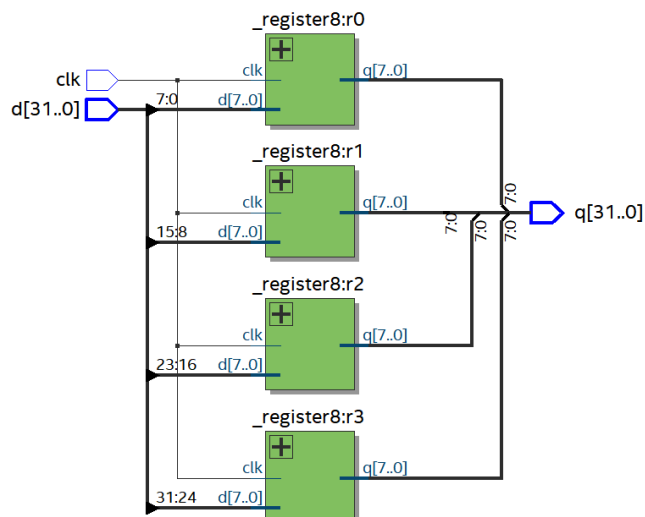 _register8:r0
clk
clk
q[7..0]
d[31..0]
7:0
d[7..0]
_register8:r1
clk
q[7..0]
7:0
7:0
7:0
7:0
q[31..0]
15:8
d[7..0]
_register8:r2
clk
q[7..0]
23:16
d[7..0]
_register8:r3
clk
q[7..0]
31:24
d[7..0]